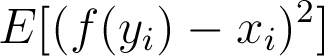 E[(f(y_i) − x_i)^2]